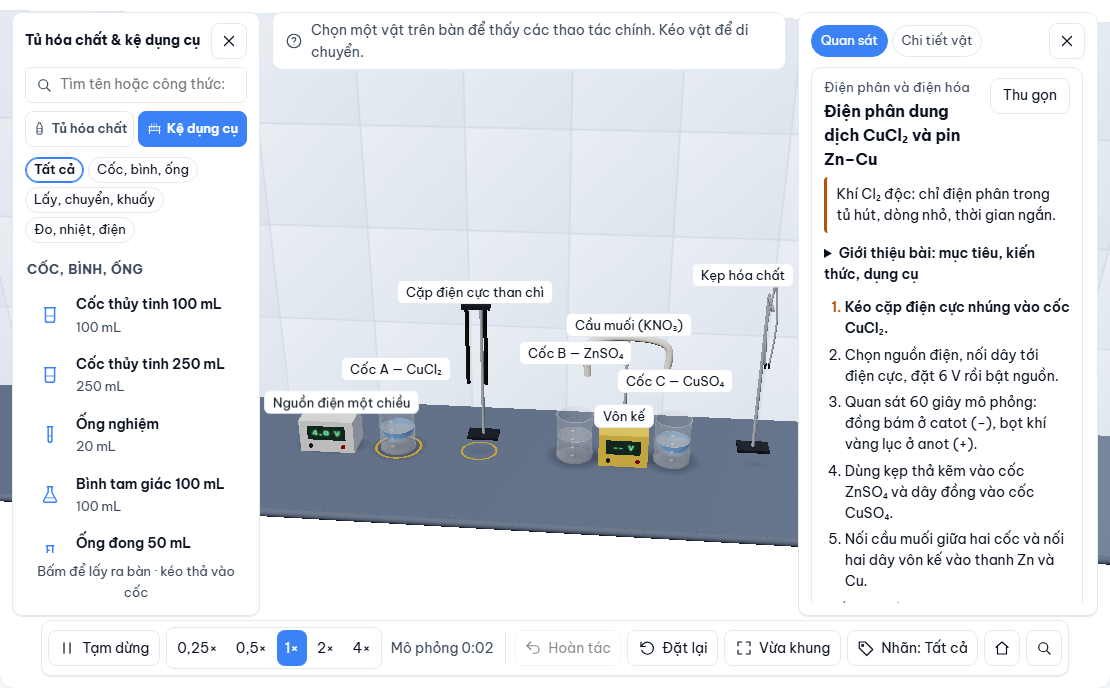 Tủ hóa chất & kệ dụng cụ
Tìm tên hoặc công thức:
Tủ hóa chất
Kệ dụng cụ
Tất cả
Cốc, bình, ống
Lấy, chuyển, khuấy
Đo, nhiệt, điện
CỐC, BÌNH, ỐNG
Cốc thủy tinh 100 mL
100 mL
Cốc thủy tinh 250 mL
250 mL
Ống nghiệm
20 mL
Bình tam giác 100 mL
100 mL
Ống đong 50 mL
Bấm để lấy ra bàn · kéo thả vào
cốc
Chọn một vật trên bàn để thấy các thao tác chính. Kéo vật để di
chuyển.
Kẹp hóa chất
Cặp điện cực than chì
Cầu muối (KNO₃)
Cốc B – ZnSO₄
Cốc A – CuCl₂
Cốc C – CuSO₄
Nguồn điện một chiều
Vôn kế
4.0 V
-- V
Quan sát
Chi tiết vật
Điện phân và điện hóa
Thu gọn
Điện phân dung
dịch CuCl₂ và pin
Zn–Cu
Khí Cl₂ độc: chỉ điện phân trong
tủ hút, dòng nhỏ, thời gian ngắn.
Giới thiệu bài: mục tiêu, kiến
thức, dụng cụ
1. Kéo cặp điện cực nhúng vào cốc
CuCl₂.
2. Chọn nguồn điện, nối dây tới
điện cực, đặt 6 V rồi bật nguồn.
3. Quan sát 60 giây mô phỏng:
đồng bám ở catot (−), bọt khí
vàng lục ở anot (+).
4. Dùng kẹp thả kẽm vào cốc
ZnSO₄ và dây đồng vào cốc
CuSO₄.
5. Nối cầu muối giữa hai cốc và nối
hai dây vôn kế vào thanh Zn và
Cu.
Tạm dừng
0,25×
0,5×
1×
2×
4×
Mô phỏng 0:02
Hoàn tác
Đặt lại
Vừa khung
Nhãn: Tất cả